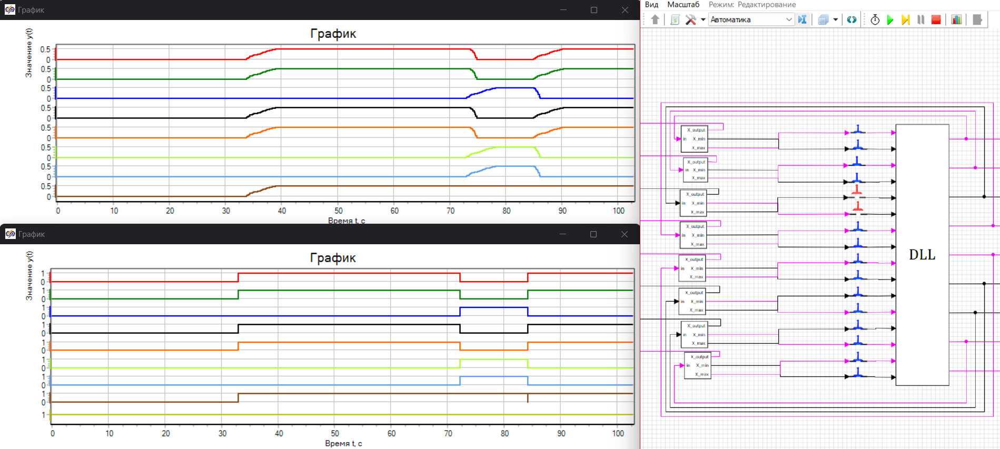 График
График
Значение y(t)
0.5
0
0.5
0
0.5
0
0.5
0
0.5
0
0.5
0
0.5
0
0.5
0
0 10 20 30 40 50 60 70 80 90 100
Время t, с
График
График
Значение y(t)
1
0
1
0
1
0
1
0
1
0
1
0
1
0
1
0
1
0 10 20 30 40 50 60 70 80 90 100
Время t, с
Вид Масштаб Режим: Редактирование
Автоматика
X_output
in X_min
X_max
X_output
in X_min
X_max
X_output
in X_min
X_max
X_output
in X_min
X_max
X_output
in X_min
X_max
X_output
in X_min
X_max
X_output
in X_min
X_max
X_output
in X_min
X_max
DLL